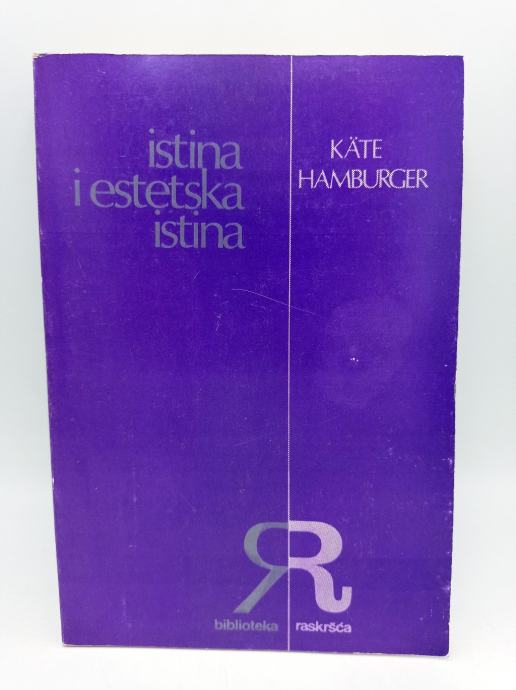 istina
i estetska
istina
KÄTE
HAMBURGER
R R
biblioteka raskršća